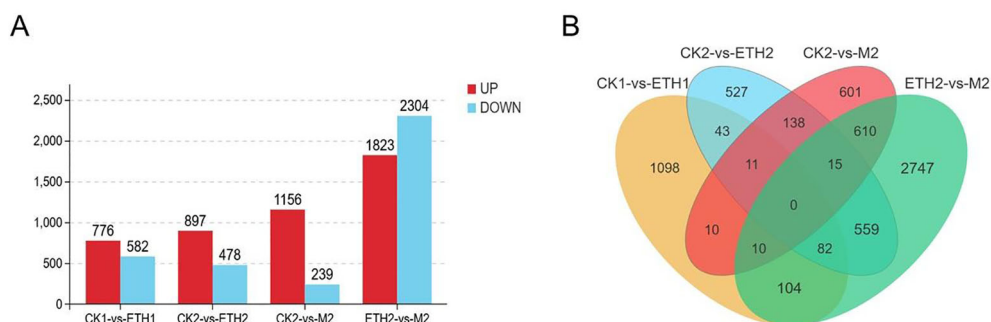 A
UP
DOWN
2,500
2,000
1,500
1,000
500
0
776
582
897
478
1156
239
1823
2304
CK1-vs-ETH1
CK2-vs-ETH2
CK2-vs-M2
ETH2-vs-M2
B
CK2-vs-ETH2
CK2-vs-M2
CK1-vs-ETH1
ETH2-vs-M2
527
601
43
138
610
1098
11
15
2747
0
10
10
82
559
104